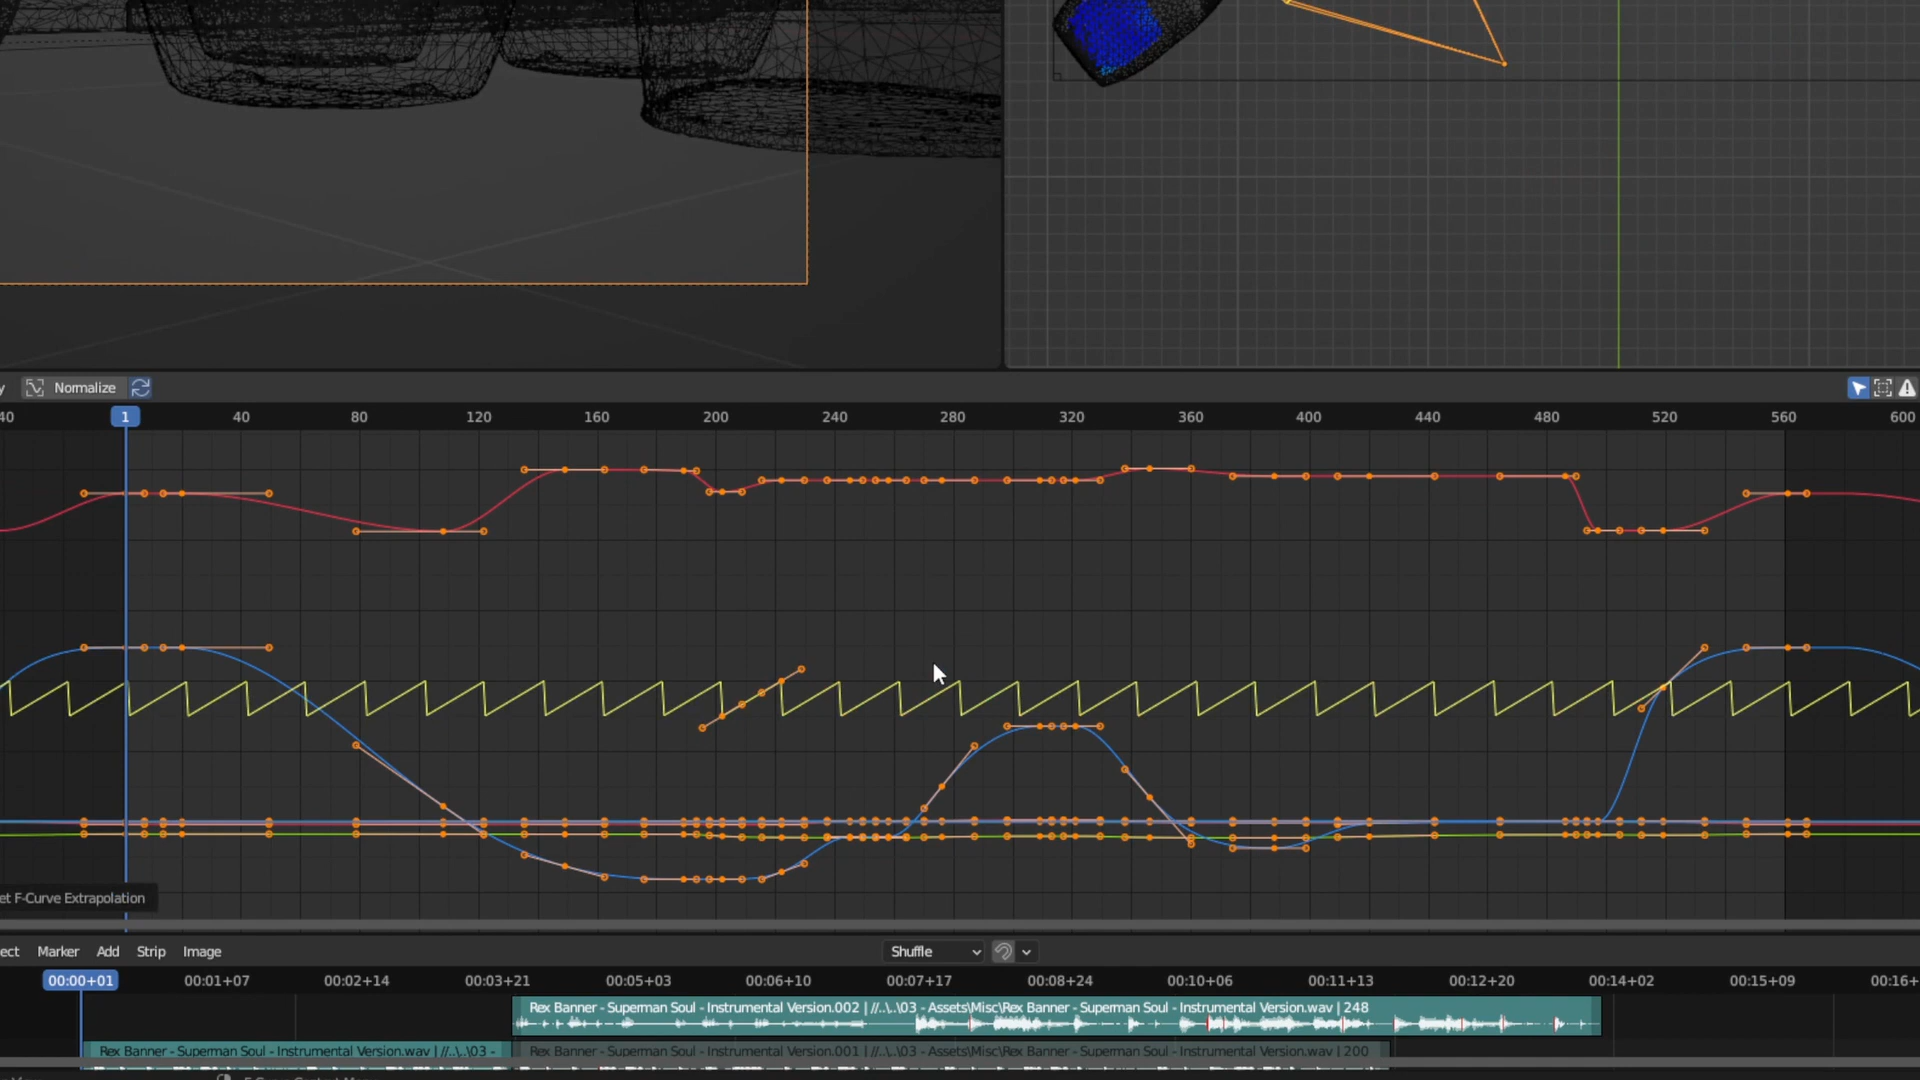 Normalize
40 1 40 80 120 160 200 240 280 320 360 400 440 480 520 560 600
et F-Curve Extrapolation
ect Marker Add Strip Image Shuffle
00:00+01 00:01+07 00:02+14 00:03+21 00:05+03 00:06+10 00:07+17 00:08+24 00:10+06 00:11+13 00:12+20 00:14+02 00:15+09 00:16+
Rex Banner - Superman Soul - Instrumental Version.002 | //..\..\03 - Assets\Misc\Rex Banner - Superman Soul - Instrumental Version.wav | 248
Rex Banner - Superman Soul - Instrumental Version.wav | //..\..\03 - Rex Banner - Superman Soul - Instrumental Version.001 | //..\..\03 - Assets\Misc\Rex Banner - Superman Soul - Instrumental Version.wav | 200